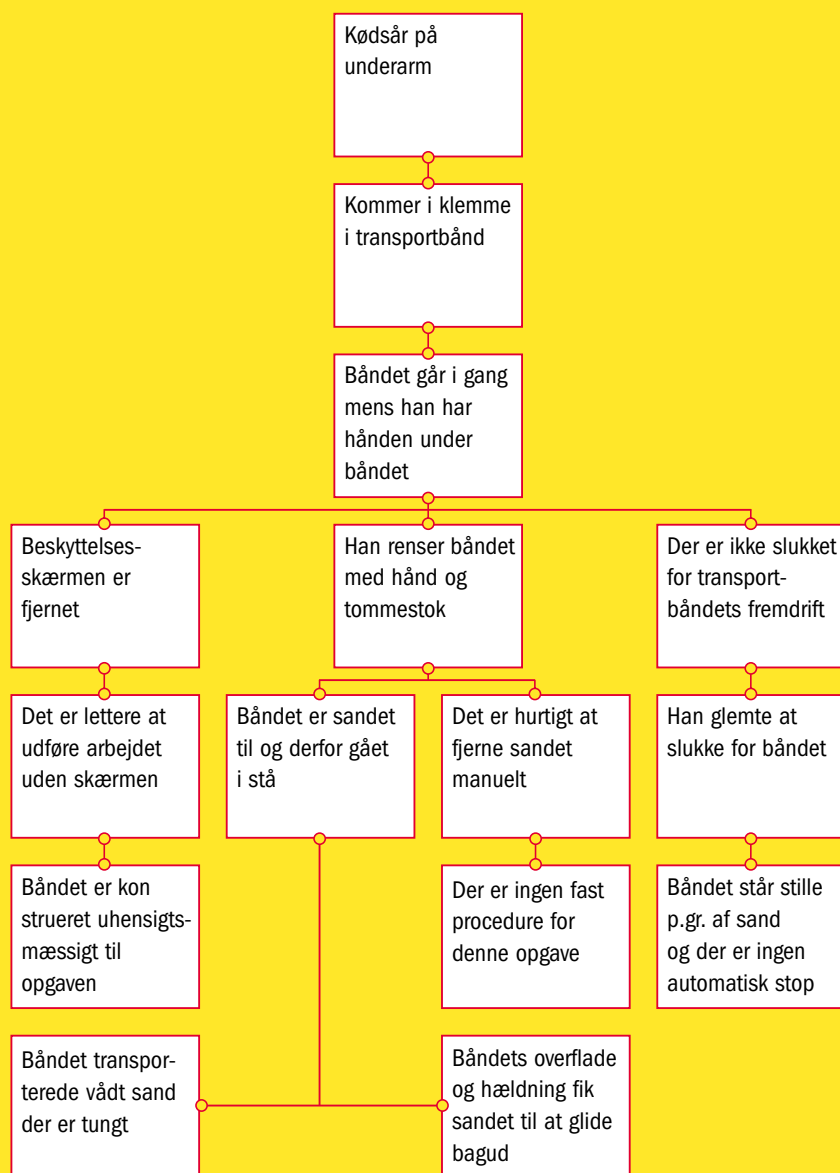 Kødsår på
underarm
Kommer i klemme
i transportbånd
Båndet går i gang
mens han har
hånden under
båndet
Beskyttelses-
skærmen er
fjernet
Han renser båndet
med hånd og
tommestok
Der er ikke slukket
for transport-
båndets fremdrift
Det er lettere at
udføre arbejdet
uden skærmen
Båndet er sandet
til og derfor gået
i stå
Det er hurtigt at
fjerne sandet
manuelt
Han glemte at
slukke for båndet
Båndet er kon
strueret uhensigts-
mæssigt til
opgaven
Der er ingen fast
procedure for
denne opgave
Båndet står stille
p.gr. af sand
og der er ingen
automatisk stop
Båndet transpor-
terede vådt sand
der er tungt
Båndets overflade
og hældning fik
sandet til at glide
bagud